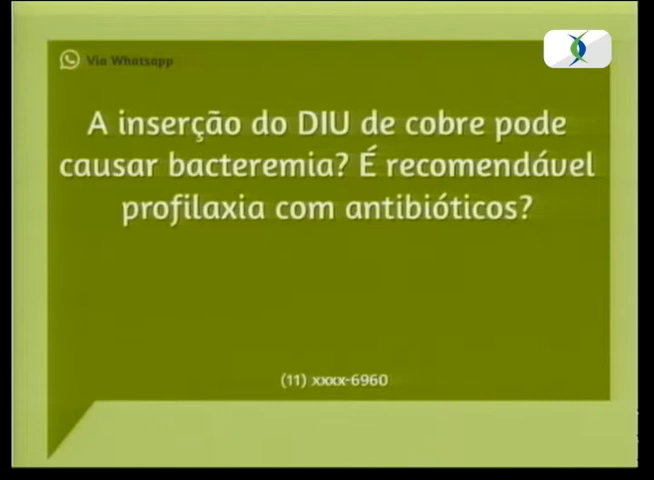 Via Whatsapp
A inserção do DIU de cobre pode
causar bacteremia? É recomendável
profilaxia com antibióticos?
(11) xxxx-6960